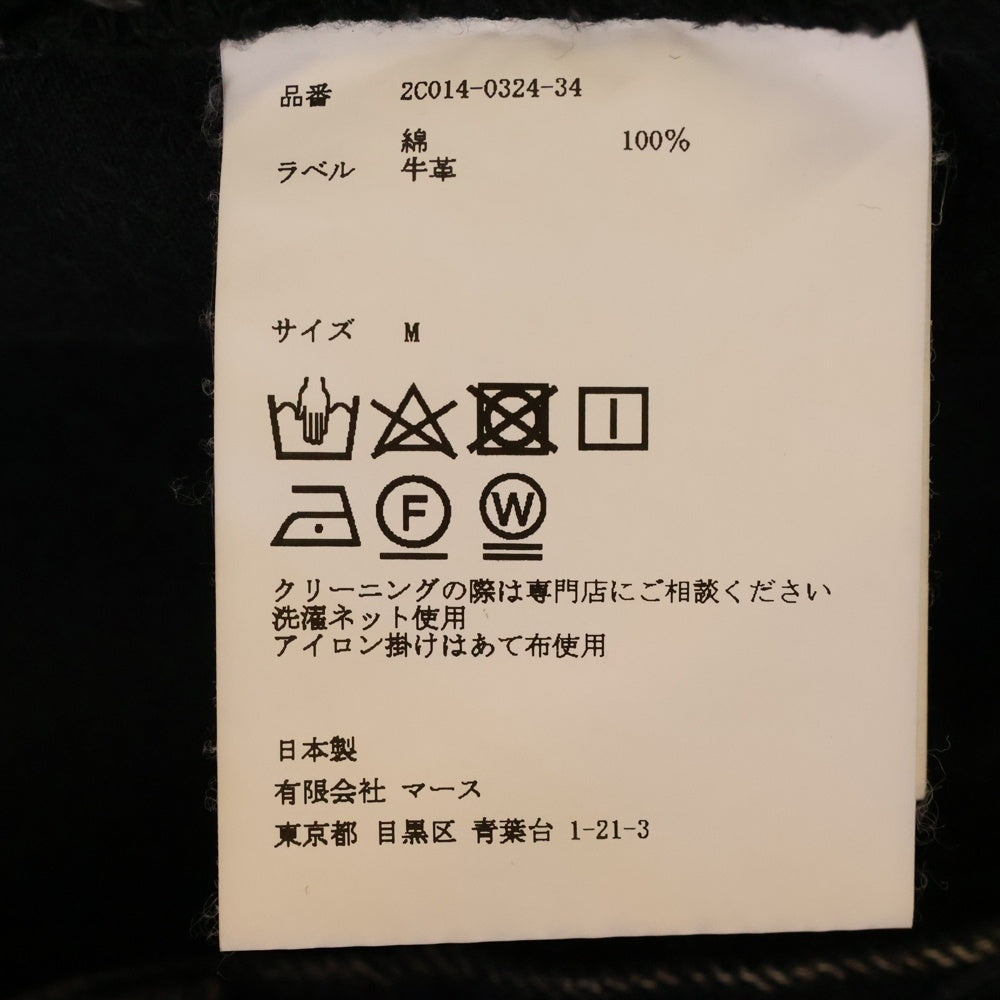 品番 2C014-0324-34
綿 100%
ラベル 牛革
サイズ M
F W
クリーニングの際は専門店にご相談ください
洗濯ネット使用
アイロン掛けはあて布使用
日本製
有限会社 マース
東京都 目黒区 青葉台 1-21-3